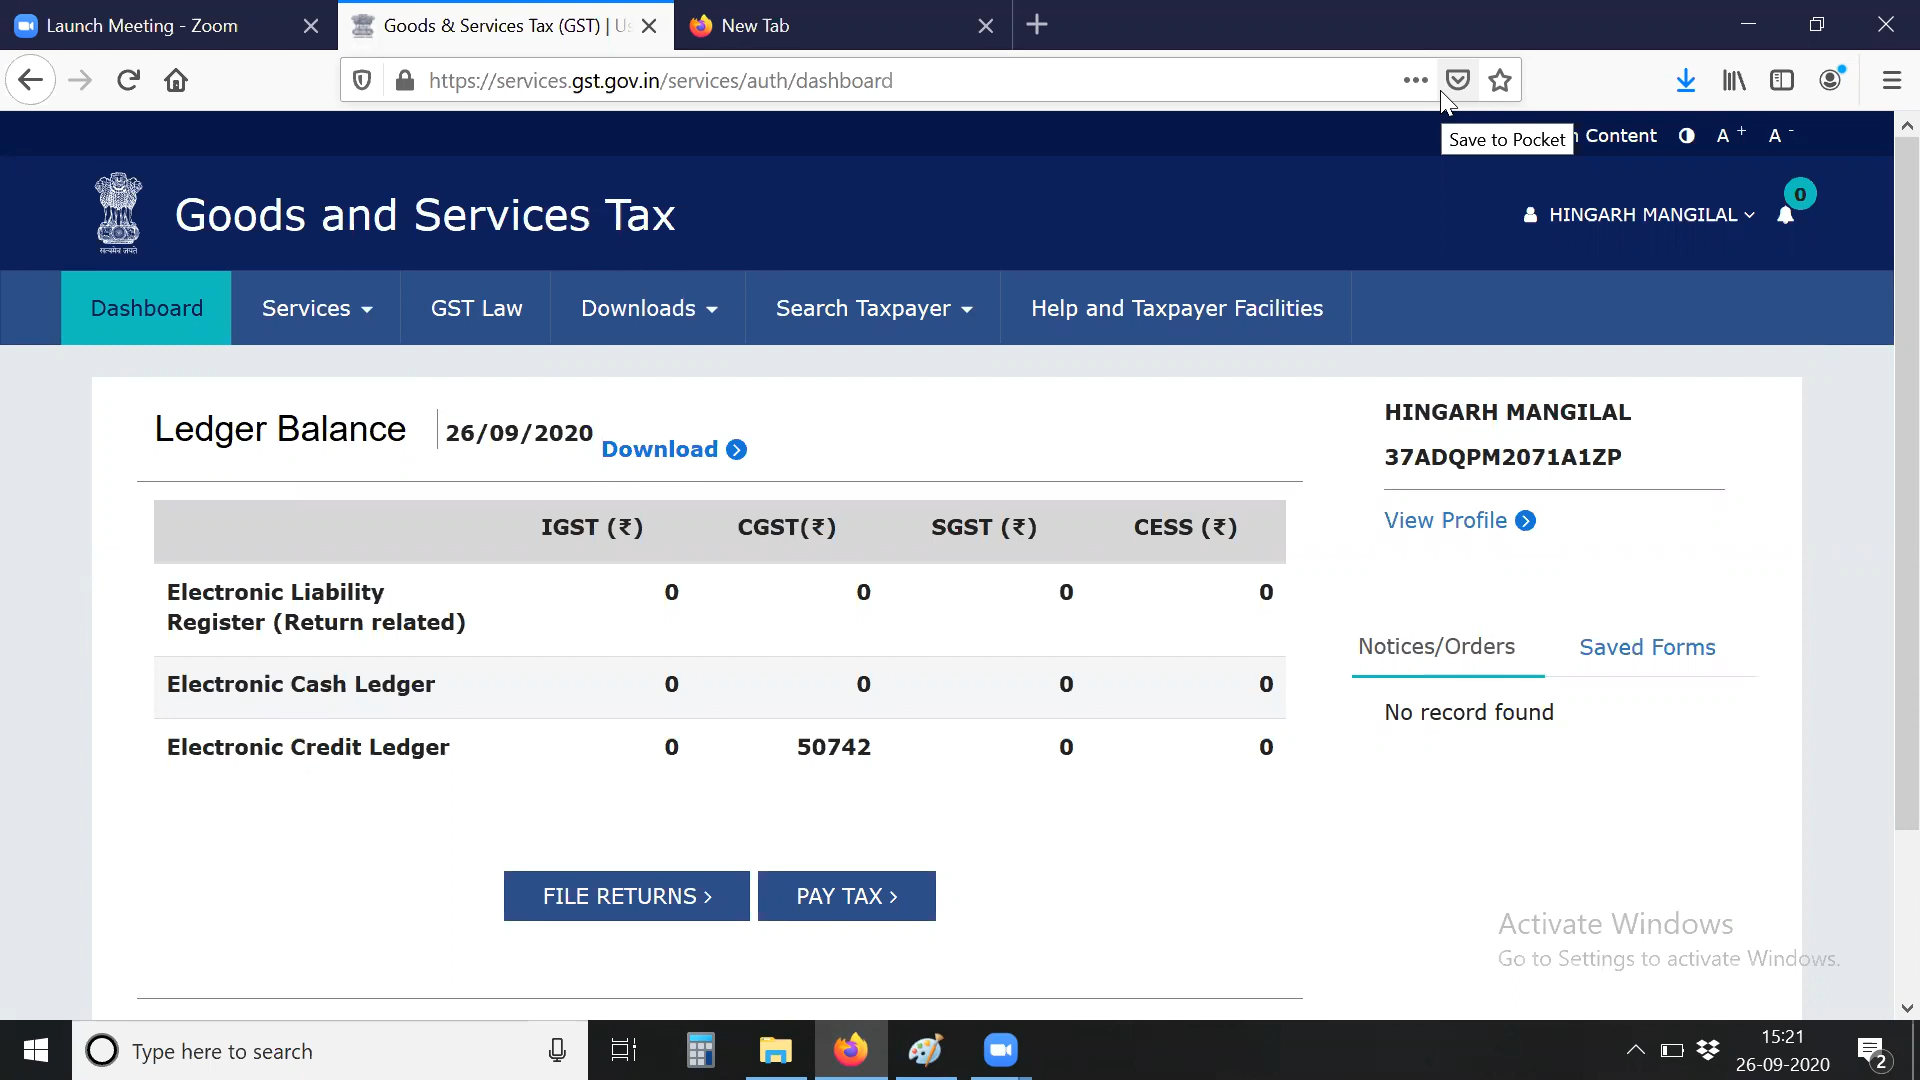 Launch Meeting - Zoom
Goods & Services Tax (GST) | Us
New Tab
https://services.gst.gov.in/services/auth/dashboard
Save to Pocket
Content
A +
A -
सत्यमेव जयते
Goods and Services Tax
HINGARH MANGILAL
0
Dashboard
Services
GST Law
Downloads
Search Taxpayer
Help and Taxpayer Facilities
Ledger Balance
26/09/2020
Download
IGST (₹) CGST(₹) SGST (₹) CESS (₹)
Electronic Liability 0 0 0 0
Register (Return related)
Electronic Cash Ledger 0 0 0 0
Electronic Credit Ledger 0 50742 0 0
FILE RETURNS >
PAY TAX >
HINGARH MANGILAL
37ADQPM2071A1ZP
View Profile
Notices/Orders
Saved Forms
No record found
Activate Windows
Go to Settings to activate Windows.
Type here to search
15:21
26-09-2020
2